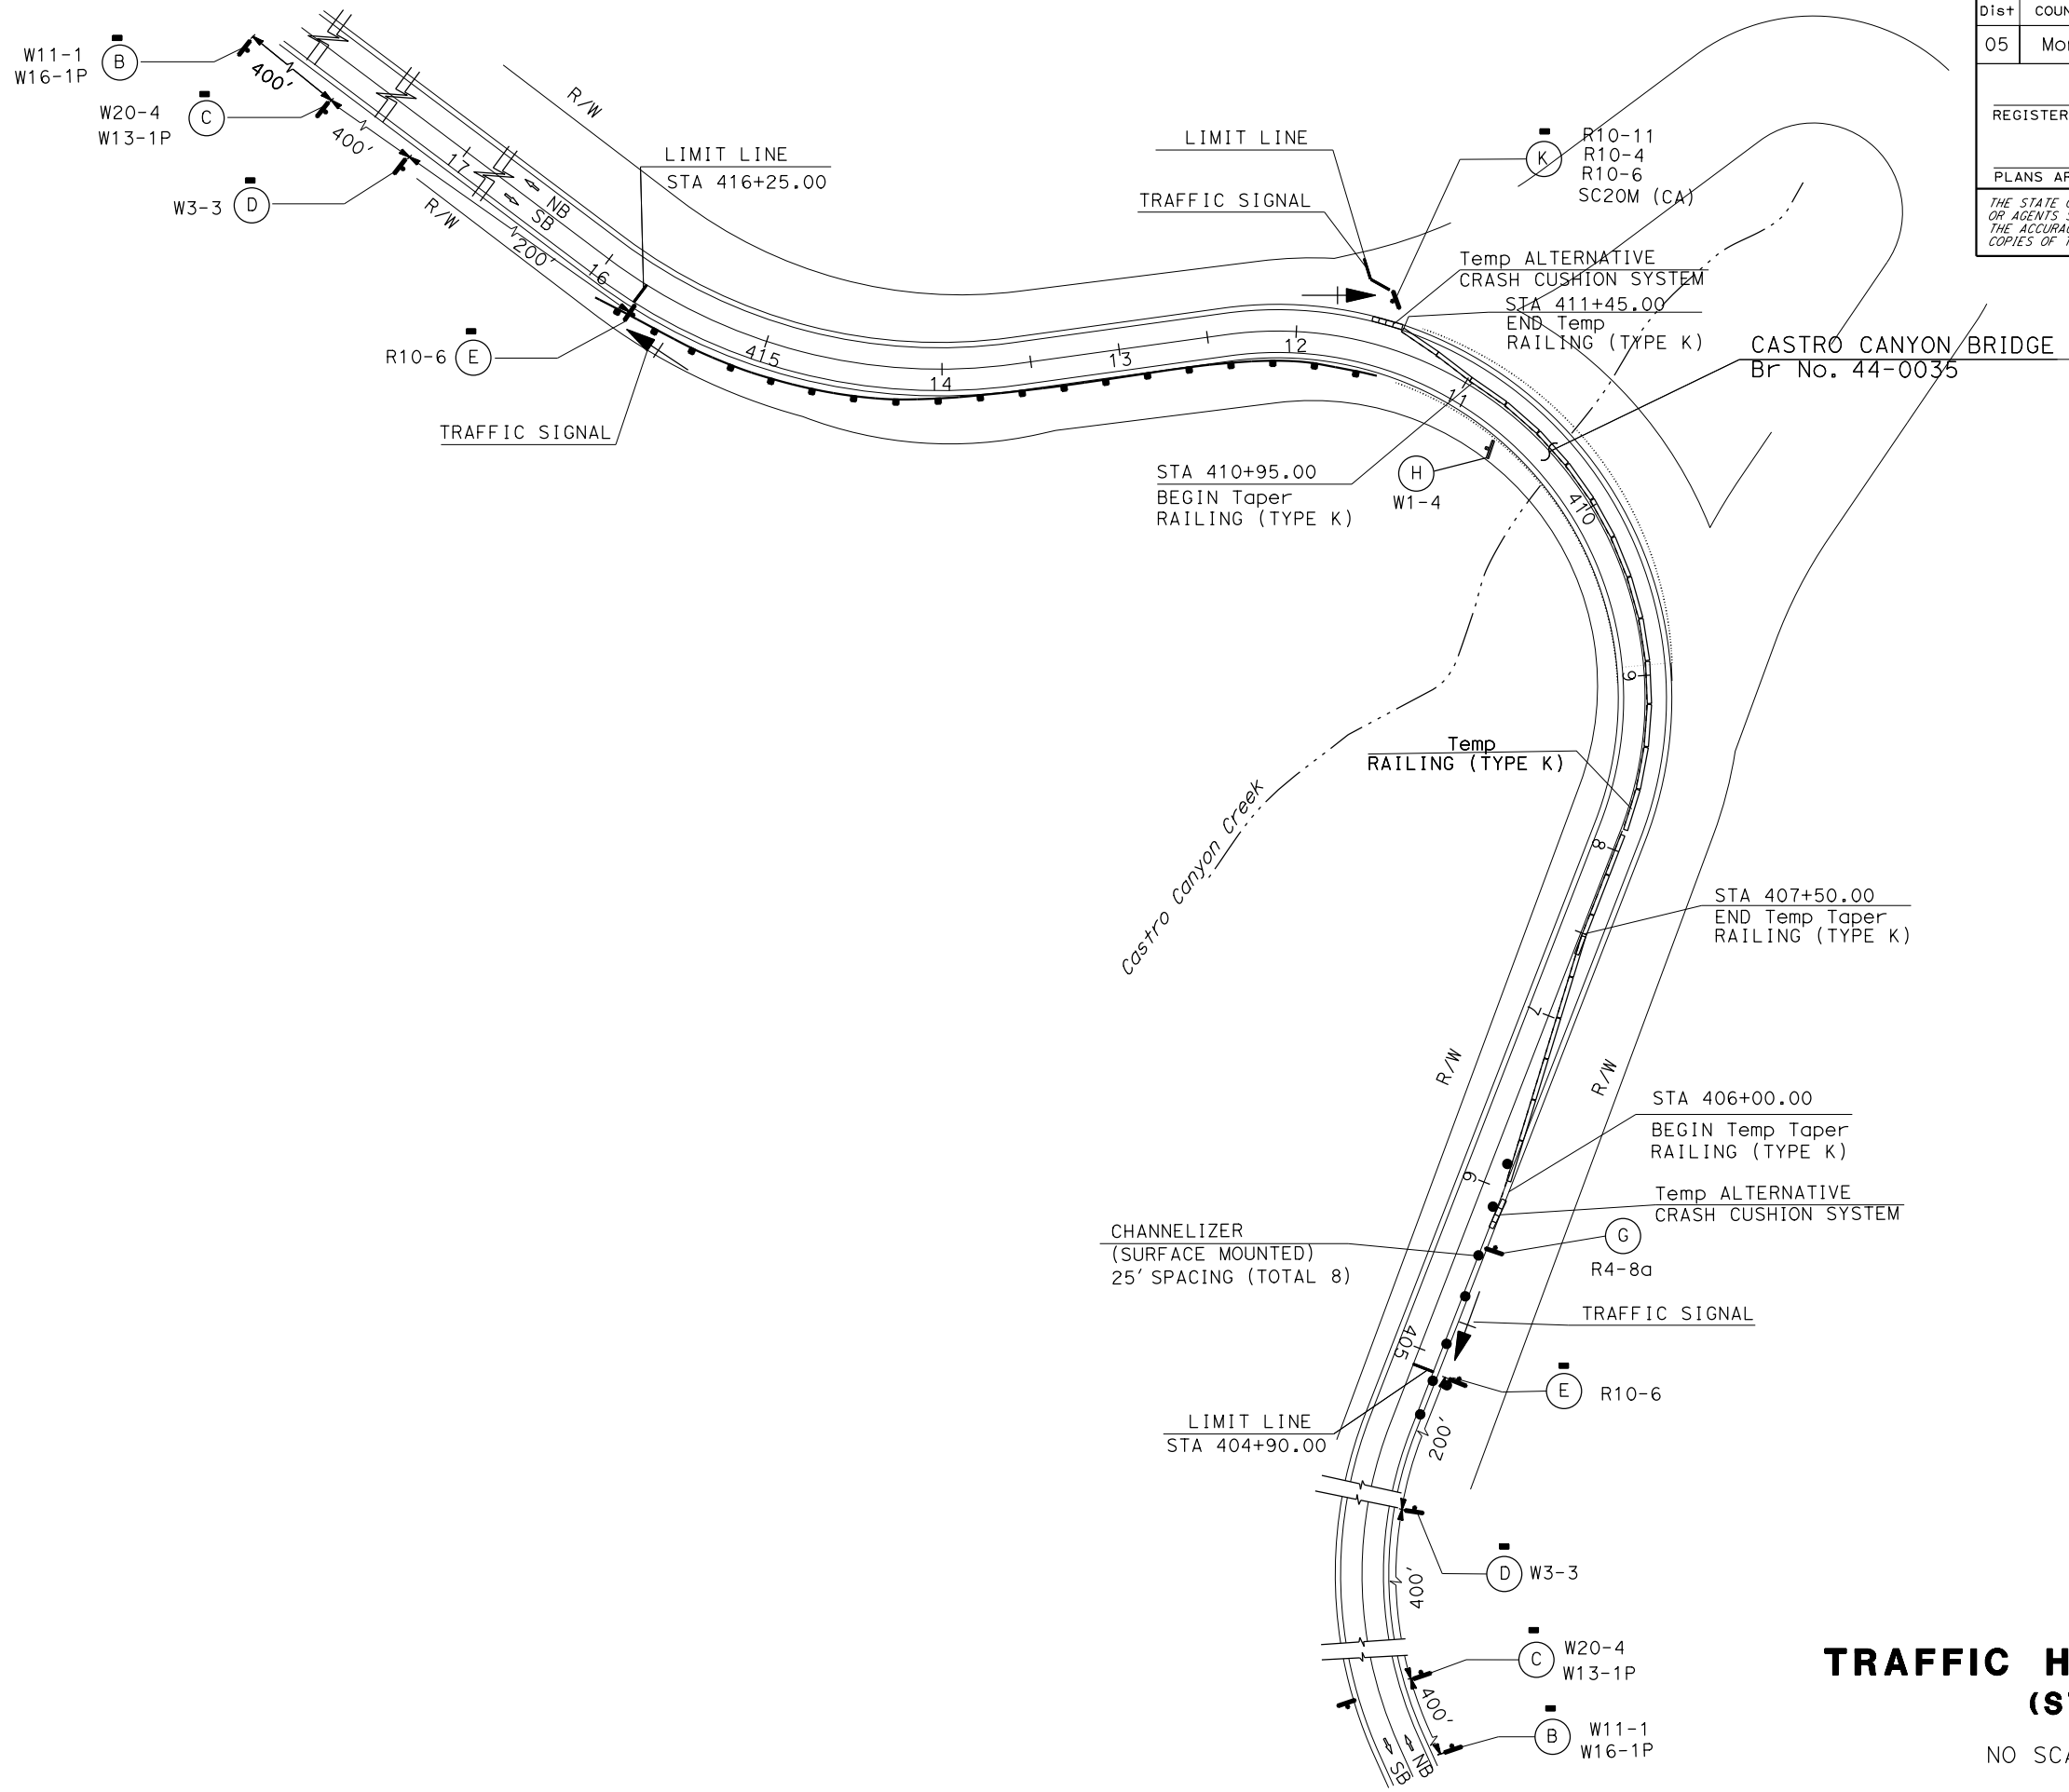 Dist
05
PLANS
THE STATE
OR AGENTS
COPIES OF
W11-1
W16-1P
B
400'
W20-4
W13-1P
C
400'
W3-3
D
R/W
17
NB
SB
R/W
200'
16
LIMIT LINE
STA 416+25.00
R10-6
E
TRAFFIC SIGNAL
415
14
13
12
11
LIMIT LINE
TRAFFIC SIGNAL
K
R10-11
R10-4
R10-6
SC20M (CA)
Temp ALTERNATIVE
CRASH CUSHION SYSTEM
STA 411+45.00
END Temp
RAILING (TYPE K)
CASTRO CANYON BRIDGE
Br No. 44-0035
STA 410+95.00
BEGIN Taper
RAILING (TYPE K)
H
W1-4
410
9
Temp
RAILING (TYPE K)
Castro Canyon Creek
8
STA 407+50.00
END Temp Taper
RAILING (TYPE K)
7
R/W
R/W
STA 406+00.00
BEGIN Temp Taper
RAILING (TYPE K)
6
Temp ALTERNATIVE
CRASH CUSHION SYSTEM
CHANNELIZER
(SURFACE MOUNTED)
25' SPACING (TOTAL 8)
G
R4-8a
TRAFFIC SIGNAL
405
E
R10-6
LIMIT LINE
STA 404+90.00
200'
D
W3-3
400'
C
W20-4
W13-1P
400'
B
W11-1
W16-1P
SB
NB
TRAFFIC
NO